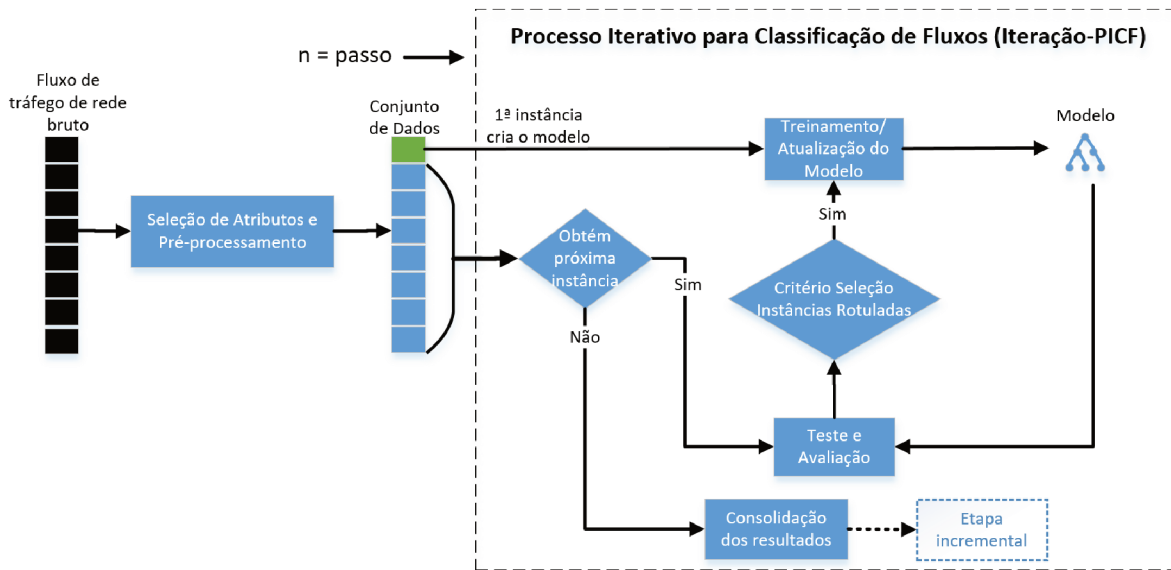 Processo Iterativo para Classificação de Fluxos (Iteração-PICF)
n = passo
Fluxo de
tráfego de rede
bruto
Conjunto
de Dados
1ª instância
cria o modelo
Treinamento/
Atualização do
Modelo
Modelo
Seleção de Atributos e
Pré-processamento
Sim
Obtém
próxima
instância
Sim
Critério Seleção
Instâncias Rotuladas
Não
Teste e
Avaliação
Consolidação
dos resultados
Etapa
incremental